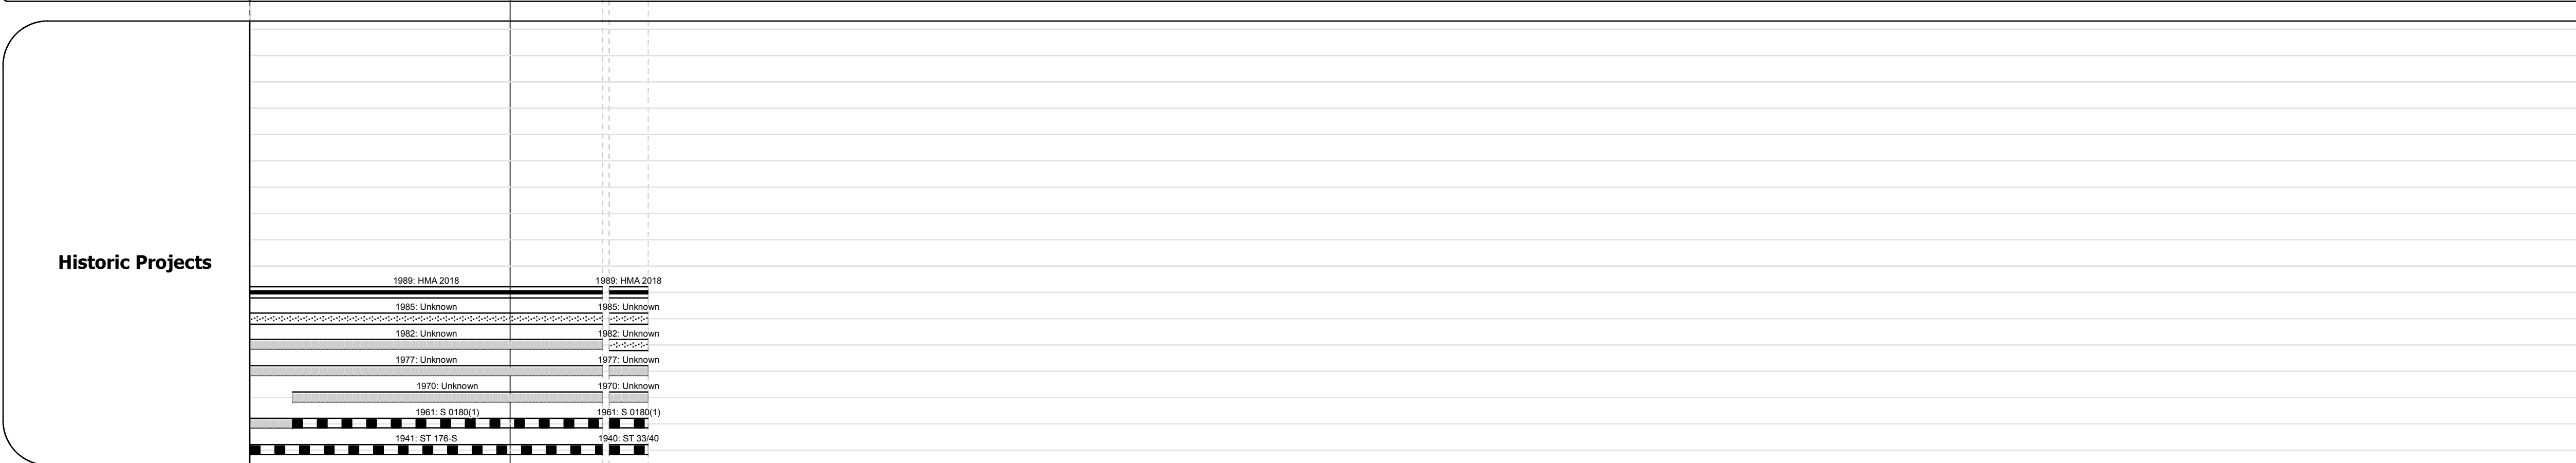 1989: HMA 2018 1989: HMA 2018
1985: Unknown 1985: Unknown
1982: Unknown 1982: Unknown
1977: Unknown 1977: Unknown
1970: Unknown 1970: Unknown
1961: S 0180(1) 1961: S 0180(1)
1941: ST 176-S 1940: ST 33/40
Historic Projects